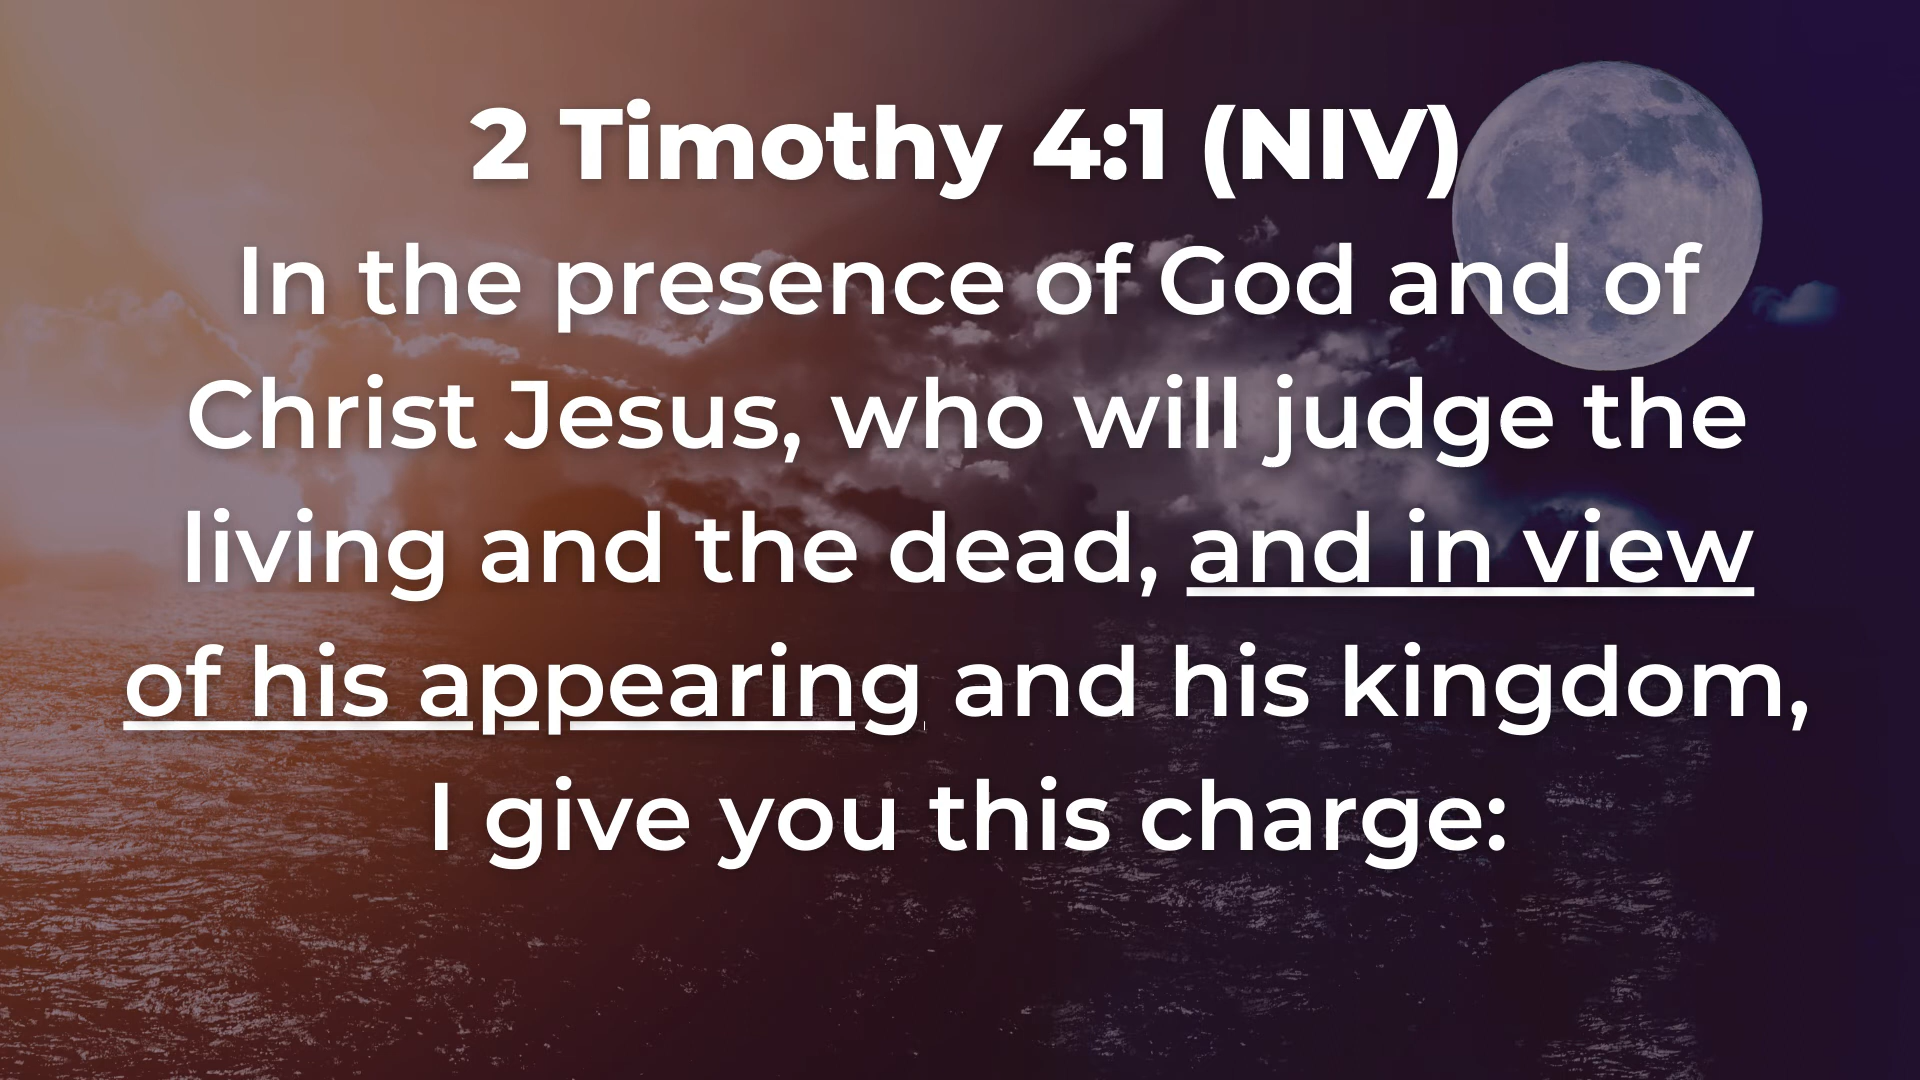 2 Timothy 4:1 (NIV)
In the presence of God and of
Christ Jesus, who will judge the
living and the dead, and in view
of his appearing and his kingdom,
I give you this charge: